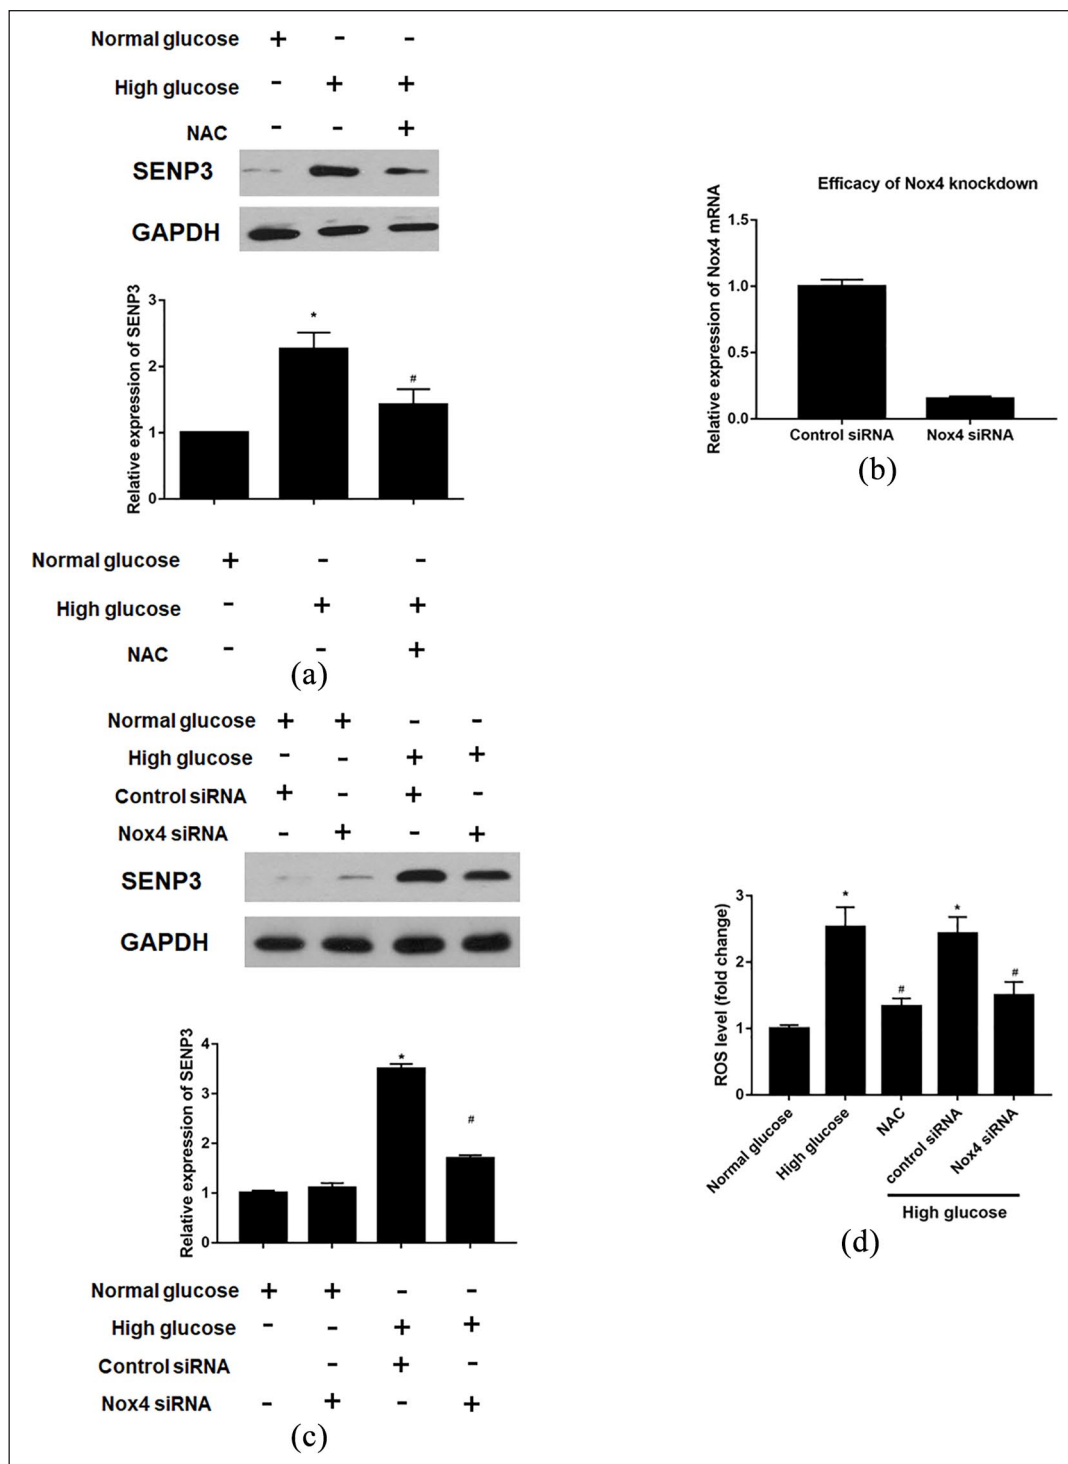 Normal glucose + - -
High glucose - + +
NAC - - +
SENP3
GAPDH
Relative expression of SENP3
3
*
2
#
1
0
Normal glucose + - -
High glucose - + +
NAC - - +
(a)
Efficacy of Nox4 knockdown
Relative expression of Nox4 mRNA
1.5
1.0
0.5
0.0
Control siRNA Nox4 siRNA
(b)
Normal glucose + + - -
High glucose - - + +
Control siRNA + - + -
Nox4 siRNA - + - +
SENP3
GAPDH
Relative expression of SENP3
4
*
3
#
2
1
0
Normal glucose + + - -
High glucose - - + +
Control siRNA - + -
Nox4 siRNA - + - +
(c)
ROS level (fold change)
3
* *
2
# #
1
0
Normal glucose High glucose NAC control siRNA Nox4 siRNA
High glucose
(d)